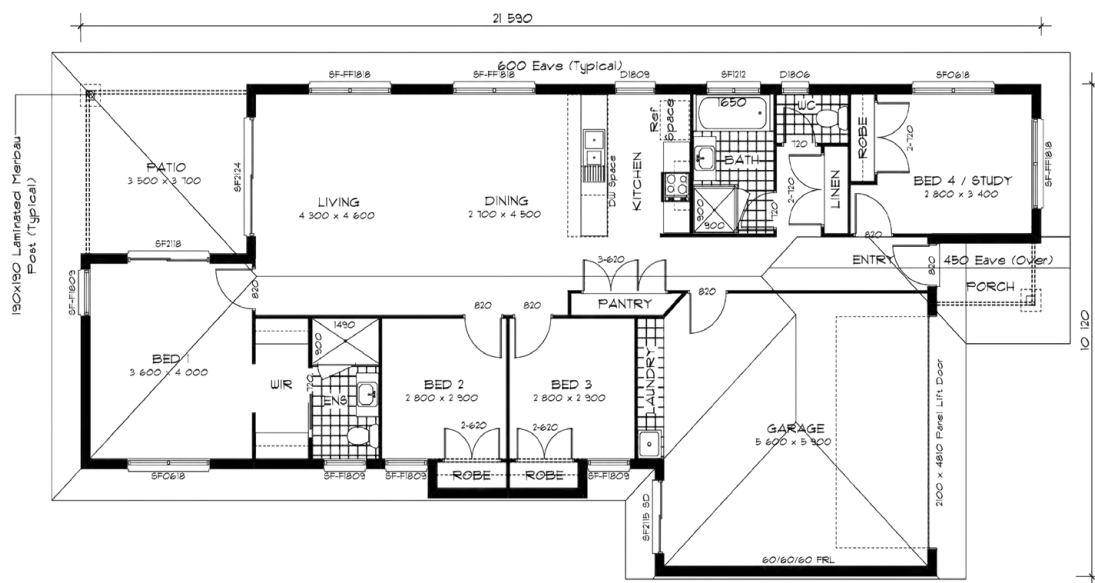 21 590
600 Eave (Typical)
SF-FF1818
SF-FF1818
D1809
SF1212
D1806
SF0618
190x190 Laminated Merbau
Post (Typical)
PATIO
3 500 x 3 700
SF2124
LIVING
4 300 x 4 600
DINING
2 700 x 4 500
DW Space
KITCHEN
Ref
Space
1650
BATH
900
900
720
WC
720
2-720
LINEN
ROBE
2-720
BED 4 / STUDY
2 800 x 3 400
SF-FF1818
820
ENTRY
820
450 Eave (Over)
PORCH
10 120
SF2118
SF-F1809
820
3-620
PANTRY
820
820
820
BED 1
3 600 x 4 000
WIR
1490
900
720
ENS
BED 2
2 800 x 2 900
2-620
ROBE
BED 3
2 800 x 2 900
2-620
ROBE
LAUNDRY
GARAGE
5 600 x 5 900
2100 x 4810 Panel Lift Door
SF0618
SF-F1809
SF-F1809
SF-F1809
SF2115 SD
60/60/60 FRL